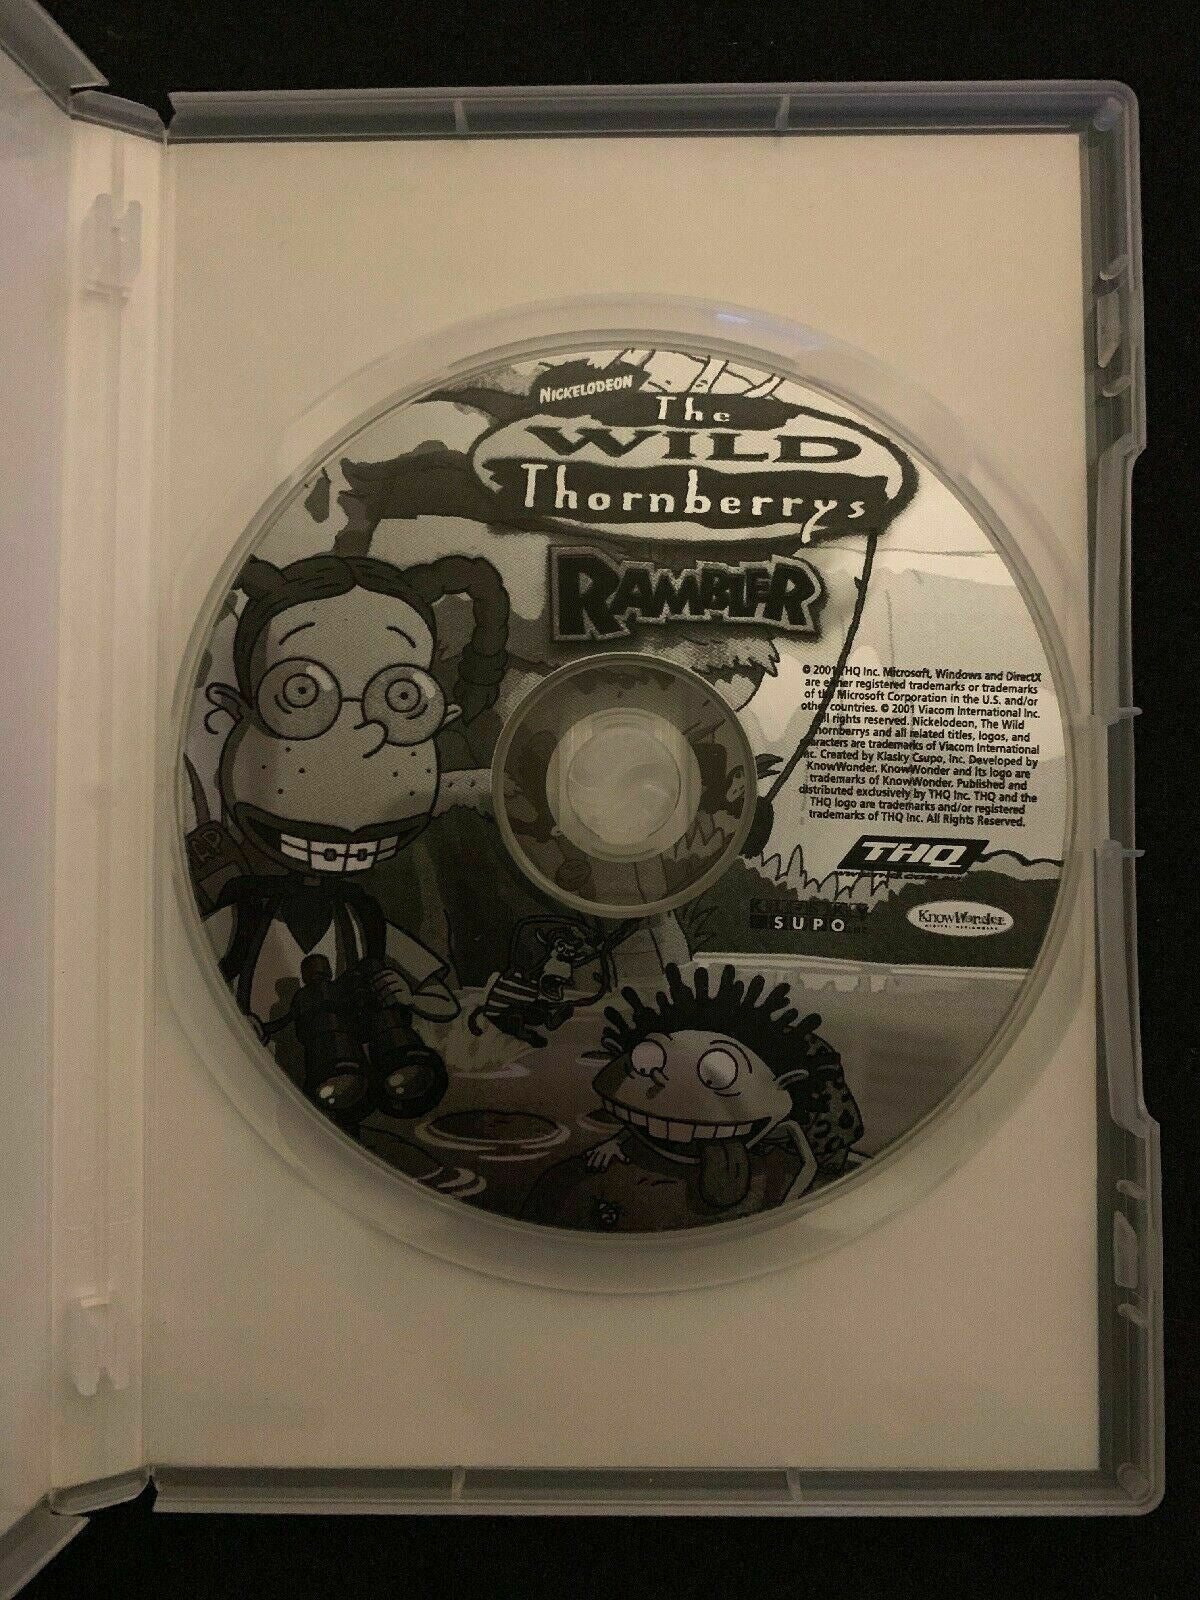 NICKELODEON
The
WILD
Thornberrys
RAMBLER
© 2001 THQ Inc. Microsoft, Windows and DirectX
are either registered trademarks or trademarks
of the Microsoft Corporation in the U.S. and/or
other countries. © 2001 Viacom International Inc.
All rights reserved. Nickelodeon, The Wild
Thornberrys and all related titles, logos, and
characters are trademarks of Viacom International
Inc. Created by Klasky Csupo, Inc. Developed by
KnowWonder. KnowWonder and its logo are
trademarks of KnowWonder. Published and
distributed exclusively by THQ Inc. THQ and the
THQ logo are trademarks and/or registered
trademarks of THQ Inc. All Rights Reserved.
THQ
SUPO
KnowWonder